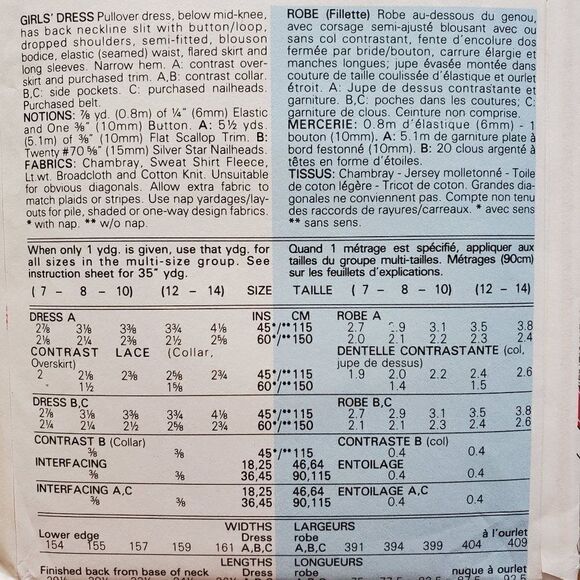 GIRLS' DRESS Pullover dress, below mid-knee,
has back neckline slit with button/loop,
dropped shoulders, semi-fitted, blouson
bodice, elastic (seamed) waist, flared skirt and
long sleeves. Narrow hem. A: contrast over-
skirt and purchased trim. A,B: contrast collar.
B,C: side pockets. C: purchased nailheads.
Purchased belt.
NOTIONS: ⅞ yd. (0.8m) of ¼" (6mm) Elastic
and One ⅜" (10mm) Button. A: 5½ yds
(5.1m) of ⅜" (10mm) Flat Scallop Trim. B:
Twenty #70 ⅝" (15mm) Silver Star Nailheads.
FABRICS: Chambray, Sweat Shirt Fleece,
Lt.wt. Broadcloth and Cotton Knit. Unsuitable
for obvious diagonals. Allow extra fabric to
match plaids or stripes. Use nap yardages/lay-
outs for pile, shaded or one-way design fabrics.
* with nap. ** w/o nap.
ROBE (Fillette) Robe au-dessous du genou,
avec corsage semi-ajusté blousant avec ou
sans col contrastant, fente d'encolure dos
fermée par bride/bouton, carrure élargie et
manches longues; jupe évasée montée dans
couture de taille coulissée d'élastique et ourlet
étroit. A: Jupe de dessus contrastante et
garniture. B,C: poches dans les coutures; C:
garniture de clous. Ceinture non comprise.
MERCERIE: 0.8m d'élastique (6mm) - 1
bouton (10mm). A: 5.1m de garniture plate à
bord festonné (10mm). B: 20 clous argenté à
têtes en forme d'étoiles.
TISSUS: Chambray - Jersey molletonné - Toile
de coton légère - Tricot de coton. Grandes dia-
gonales ne conviennent pas. Compte non tenu
des raccords de rayures/carreaux. * avec sens
** sans sens.
When only 1 ydg. is given, use that ydg. for
all sizes in the multi-size group. See
instruction sheet for 35" ydg.
Quand 1 métrage est spécifié, appliquer aux
tailles du groupe multi-tailles. Métrages (90cm)
sur les feuillets d'explications.
( 7 - 8 - 10) (12 - 14) SIZE TAILLE ( 7 - 8 - 10) (12 - 14)
DRESS A INS CM ROBE A
2⅞ 3⅛ 3⅜ 3¾ 4⅛ 45*/**115 2.7 2.9 3.1 3.5 3.8
2⅛ 2¼ 2⅜ 2½ 2⅝ 60*/**150 2.0 2.1 2.2 2.3 2.4
CONTRAST LACE (Collar, Overskirt) DENTELLE CONTRASTANTE (col, jupe de dessus)
2 2⅛ 2⅜ 2⅝ 2¾ 45*/**115 1.9 2.0 2.2 2.4 2.6
1½ 1⅝ 60*/**150 1.4 1.5
DRESS B,C ROBE B,C
2⅞ 3⅛ 3⅜ 3¾ 4⅛ 45*/**115 2.7 2.9 3.1 3.5 3.8
2¼ 2¼ 2½ 2⅝ 2¾ 60*/**150 2.1 2.1 2.3 2.4 2.6
CONTRAST B (Collar) CONTRASTE B (col)
⅜ ⅜ 45*/**115 0.4 0.4
INTERFACING 18,25 46,64 ENTOILAGE
⅜ ⅜ 36,45 90,115 0.4 0.4
INTERFACING A,C 18,25 46,64 ENTOILAGE A,C
⅜ ⅜ 36,45 90,115 0.4 0.4
WIDTHS LARGEURS
Lower edge Dress robe à l'ourlet
154 155 157 159 161 A,B,C A,B,C 391 394 399 404 409
LENGTHS LONGUEURS
Finished back from base of neck Dress robe nuque à ourlet